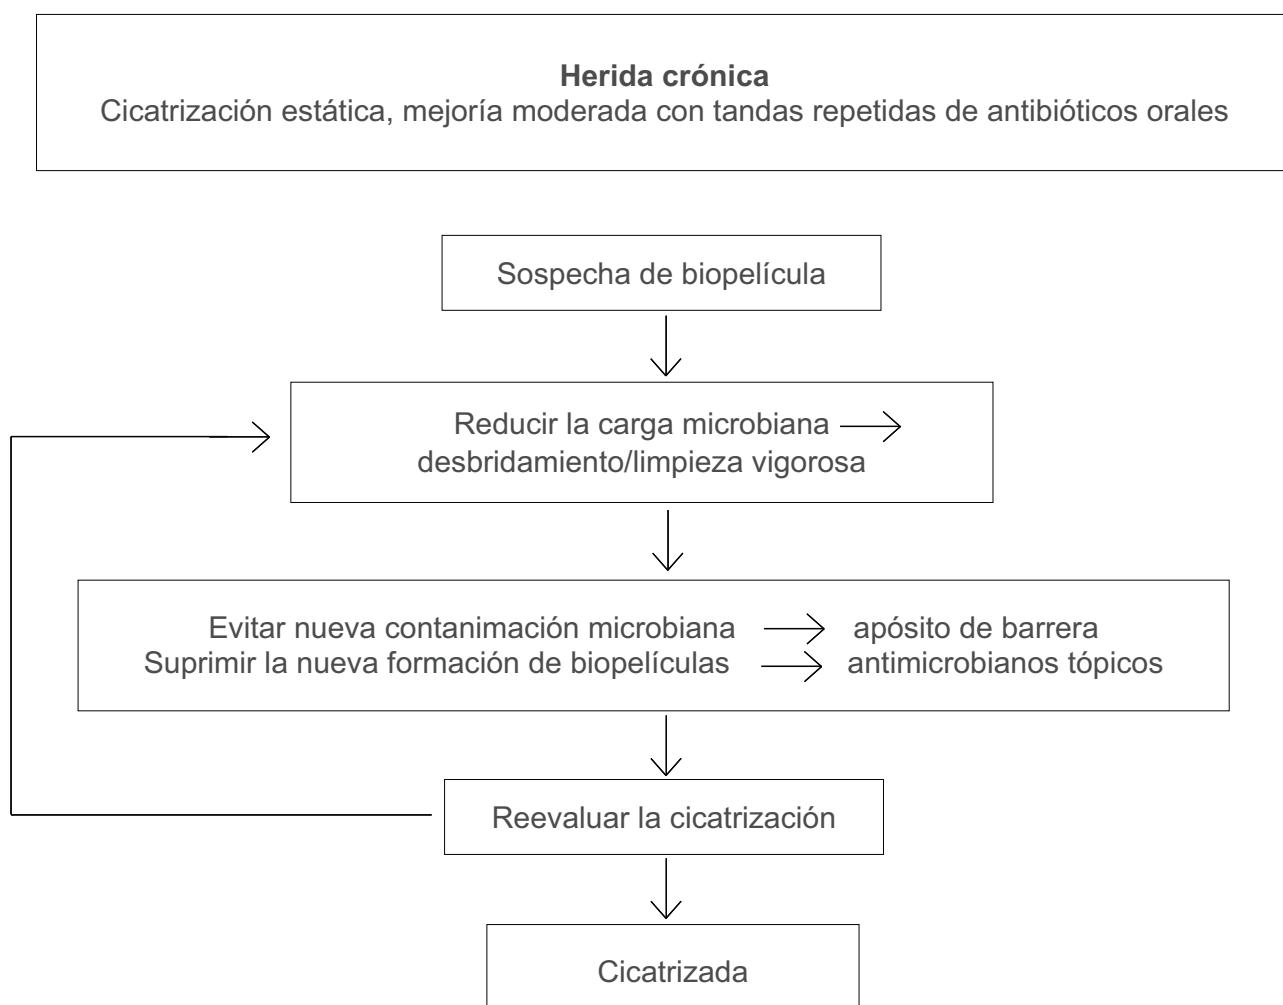 Herida crónica
Cicatrización estática, mejoría moderada con tandas repetidas de antibióticos orales
Sospecha de biopelícula
Reducir la carga microbiana
desbridamiento/limpieza vigorosa
Evitar nueva contanimación microbiana apósito de barrera
Suprimir la nueva formación de biopelículas antimicrobianos tópicos
Reevaluar la cicatrización
Cicatrizada